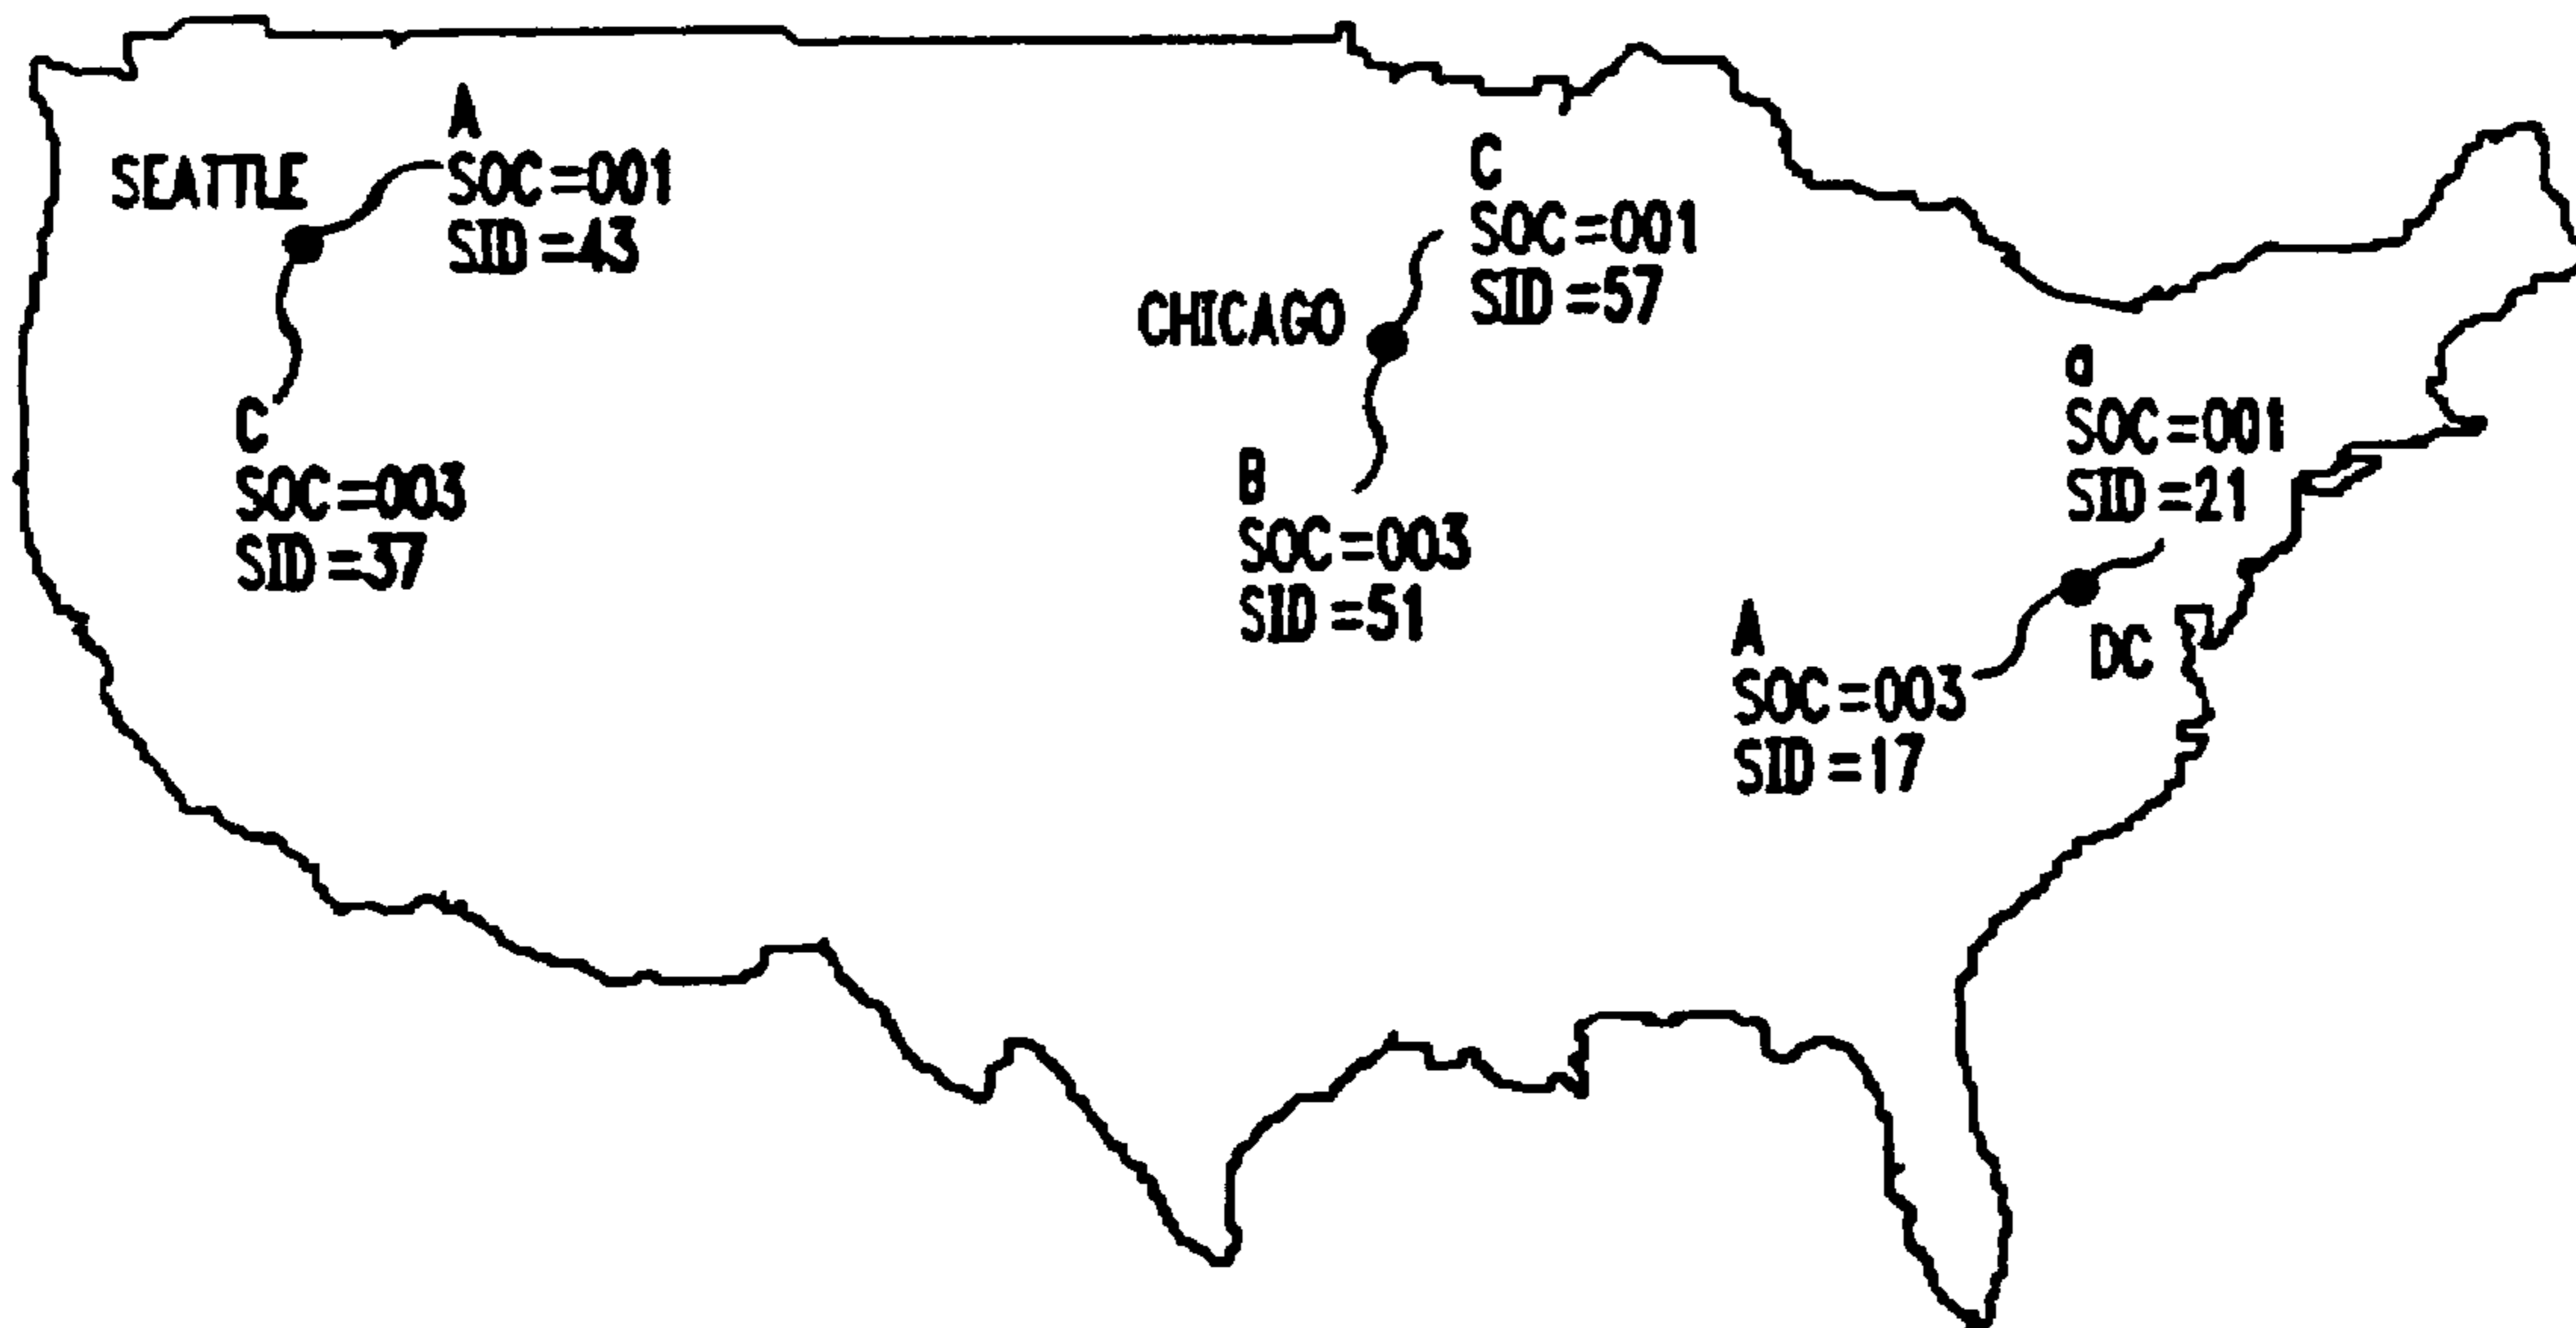 A
SEATTLE
SOC=001
SID=43
C
SOC=003
SID=37
C
SOC=001
SID=57
CHICAGO
B
SOC=003
SID=51
a
SOC=001
SID=21
DC
A
SOC=003
SID=17